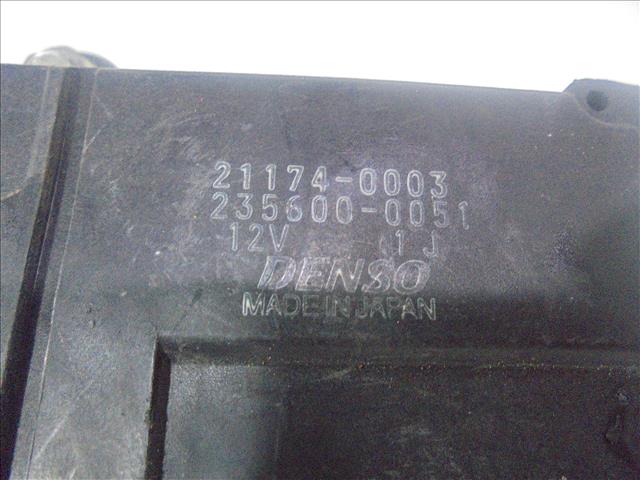 21174-0003
235600-0051
12V 1J
DENSO
MADE IN JAPAN